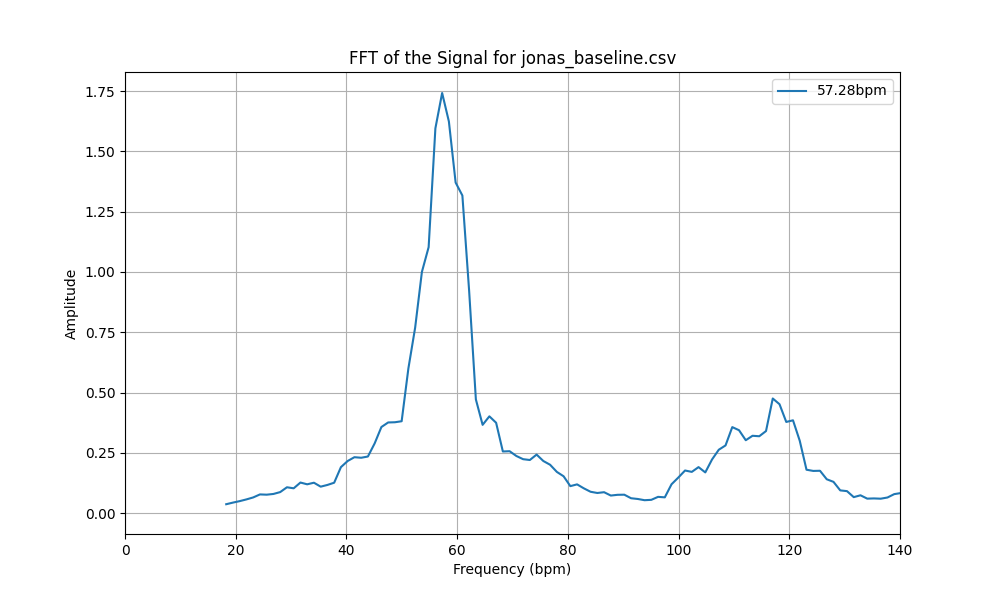 FFT of the Signal for jonas_baseline.csv
57.28bpm
Amplitude
1.75
1.50
1.25
1.00
0.75
0.50
0.25
0.00
0 20 40 60 80 100 120 140
Frequency (bpm)